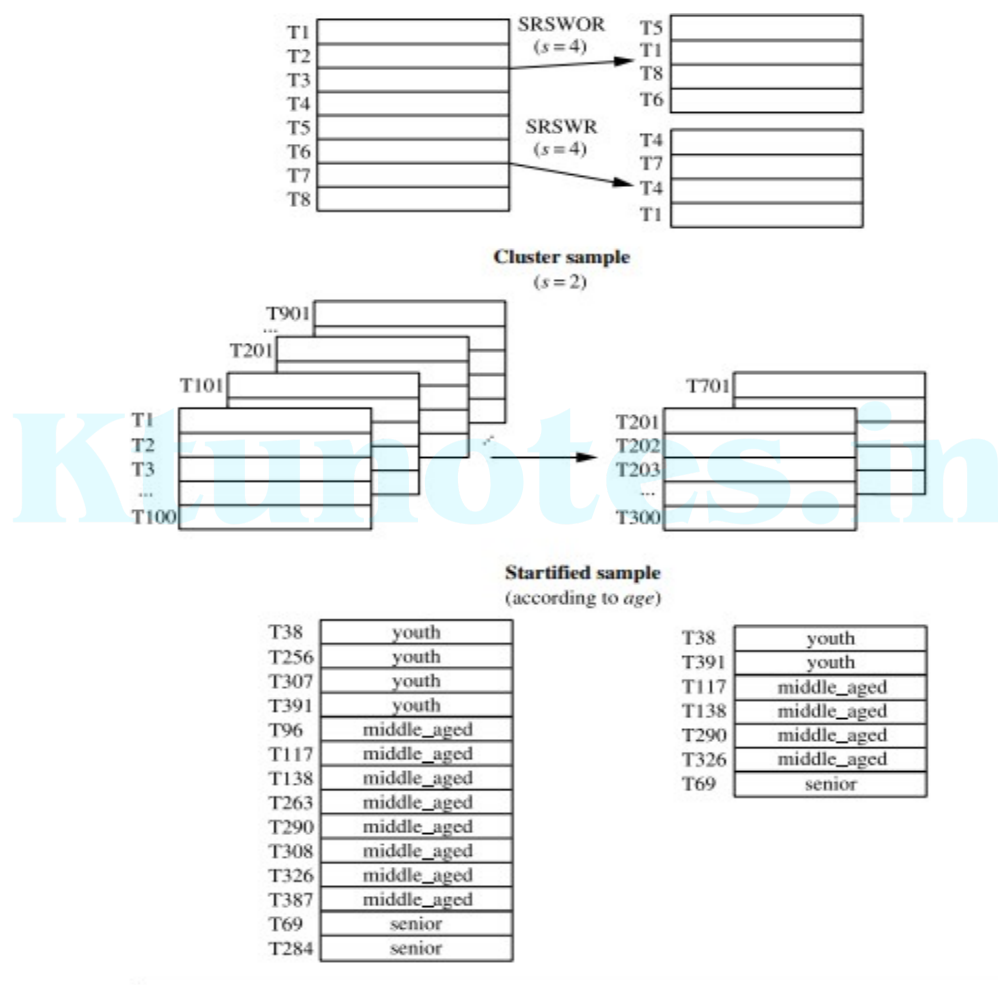 T1
T2
T3
T4
T5
T6
T7
T8
SRSWOR
(s = 4)
SRSWR
(s = 4)
T5
T1
T8
T6
T4
T7
T4
T1
Cluster sample
(s = 2)
T901
...
T201
T101
T1
T2
T3
...
T100
...
T701
T201
T202
T203
...
T300
Ktunotes.in
Startified sample
(according to age)
T38 youth
T256 youth
T307 youth
T391 youth
T96 middle_aged
T117 middle_aged
T138 middle_aged
T263 middle_aged
T290 middle_aged
T308 middle_aged
T326 middle_aged
T387 middle_aged
T69 senior
T284 senior
T38 youth
T391 youth
T117 middle_aged
T138 middle_aged
T290 middle_aged
T326 middle_aged
T69 senior